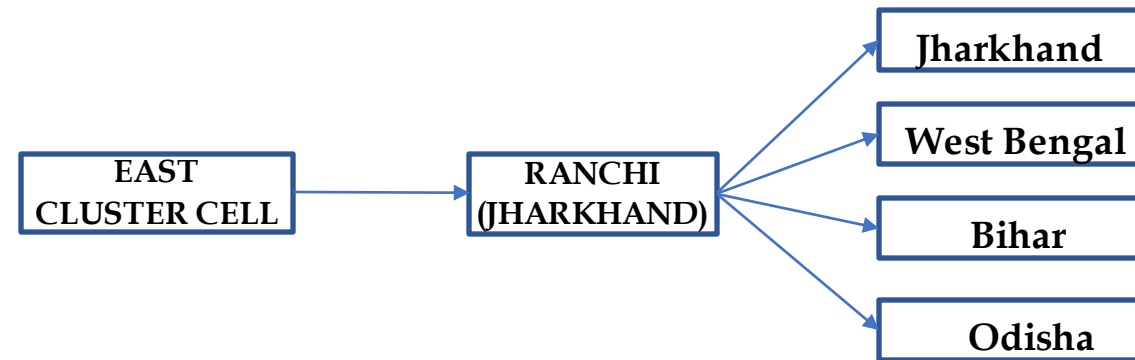 EAST
CLUSTER CELL
RANCHI
(JHARKHAND)
Jharkhand
West Bengal
Bihar
Odisha